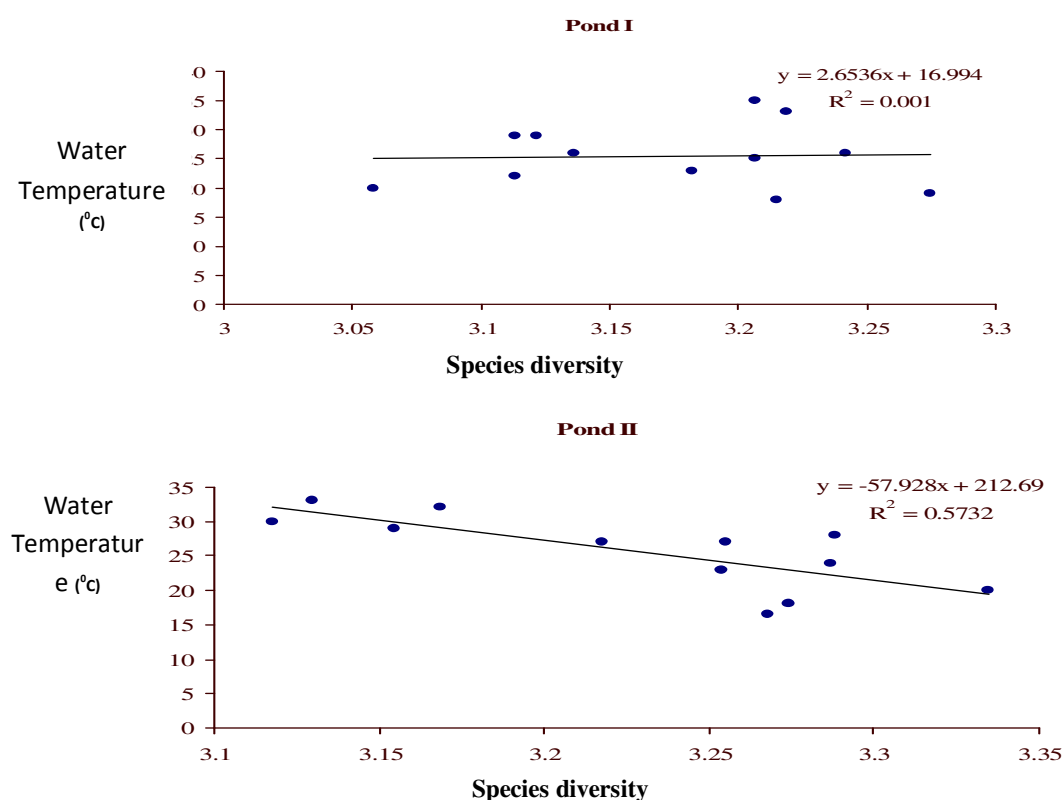 Pond I
y = 2.6536x + 16.994
R² = 0.001
Water
Temperature
(⁰C)
0
5
0
5
0
5
0
5
0
3 3.05 3.1 3.15 3.2 3.25 3.3
Species diversity
Pond II
y = -57.928x + 212.69
R² = 0.5732
Water
Temperatur
e (⁰C)
35
30
25
20
15
10
5
0
3.1 3.15 3.2 3.25 3.3 3.35
Species diversity